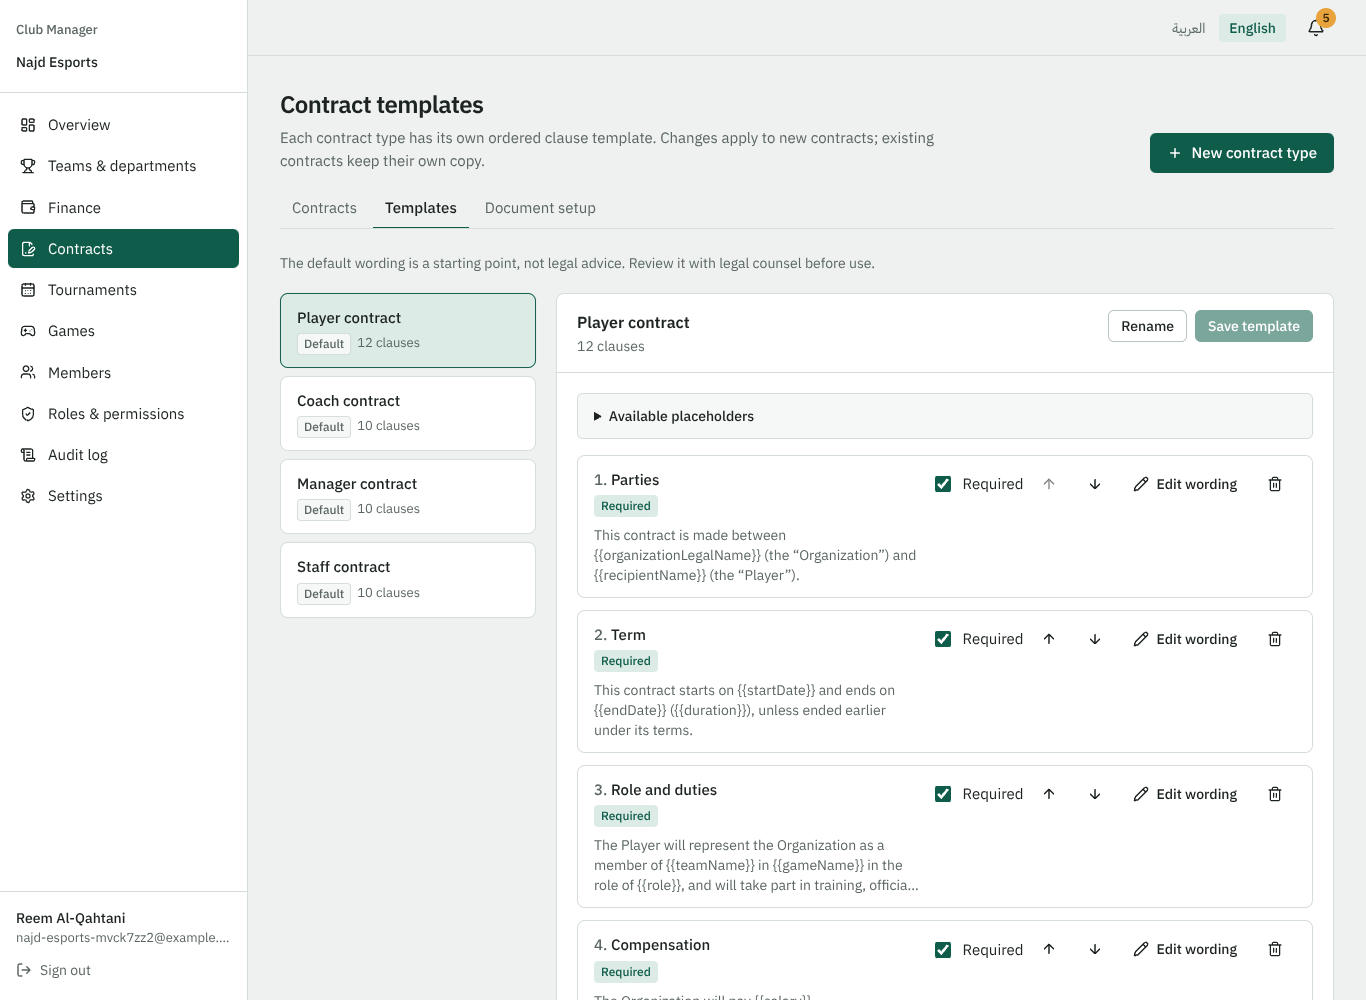 Club Manager
Najd Esports
Overview
Teams & departments
Finance
Contracts
Tournaments
Games
Members
Roles & permissions
Audit log
Settings
Reem Al-Qahtani
najd-esports-mvck7zz2@example....
Sign out
العربية
English
5
Contract templates
Each contract type has its own ordered clause template. Changes apply to new contracts; existing
contracts keep their own copy.
New contract type
Contracts
Templates
Document setup
The default wording is a starting point, not legal advice. Review it with legal counsel before use.
Player contract
Default 12 clauses
Coach contract
Default 10 clauses
Manager contract
Default 10 clauses
Staff contract
Default 10 clauses
Player contract
12 clauses
Rename
Save template
Available placeholders
1. Parties
Required
Required
Edit wording
This contract is made between
{{organizationLegalName}} (the “Organization”) and
{{recipientName}} (the “Player”).
2. Term
Required
Required
Edit wording
This contract starts on {{startDate}} and ends on
{{endDate}} ({{duration}}), unless ended earlier
under its terms.
3. Role and duties
Required
Required
Edit wording
The Player will represent the Organization as a
member of {{teamName}} in {{gameName}} in the
role of {{role}}, and will take part in training, officia...
4. Compensation
Required
Required
Edit wording
The Organization will pay {{salary}}